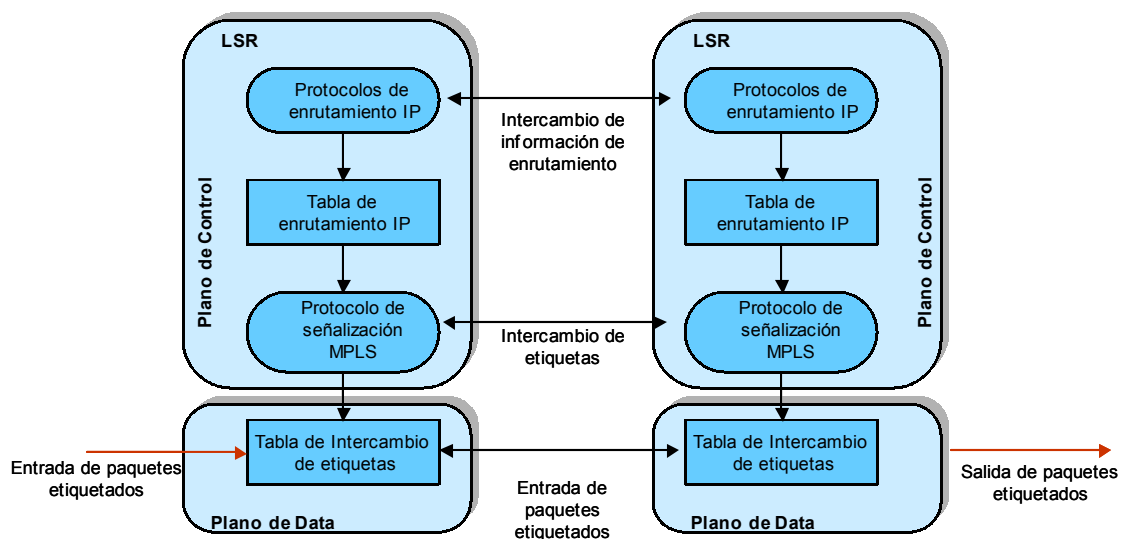 LSR
Protocolos de
enrutamiento IP
Tabla de
enrutamiento IP
Protocolo de
señalización
MPLS
Plano de Control
Tabla de Intercambio
de etiquetas
Plano de Data
Entrada de paquetes
etiquetados
Intercambio de
información de
enrutamiento
Intercambio de
etiquetas
Entrada de
paquetes
etiquetados
LSR
Protocolos de
enrutamiento IP
Tabla de
enrutamiento IP
Protocolo de
señalización
MPLS
Plano de Control
Tabla de Intercambio
de etiquetas
Plano de Data
Salida de paquetes
etiquetados